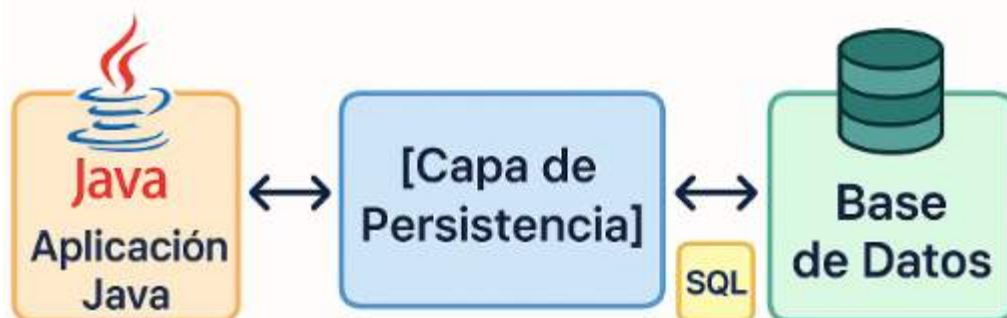 Java
Aplicación
Java
[Capa de
Persistencia]
SQL
Base
de Datos